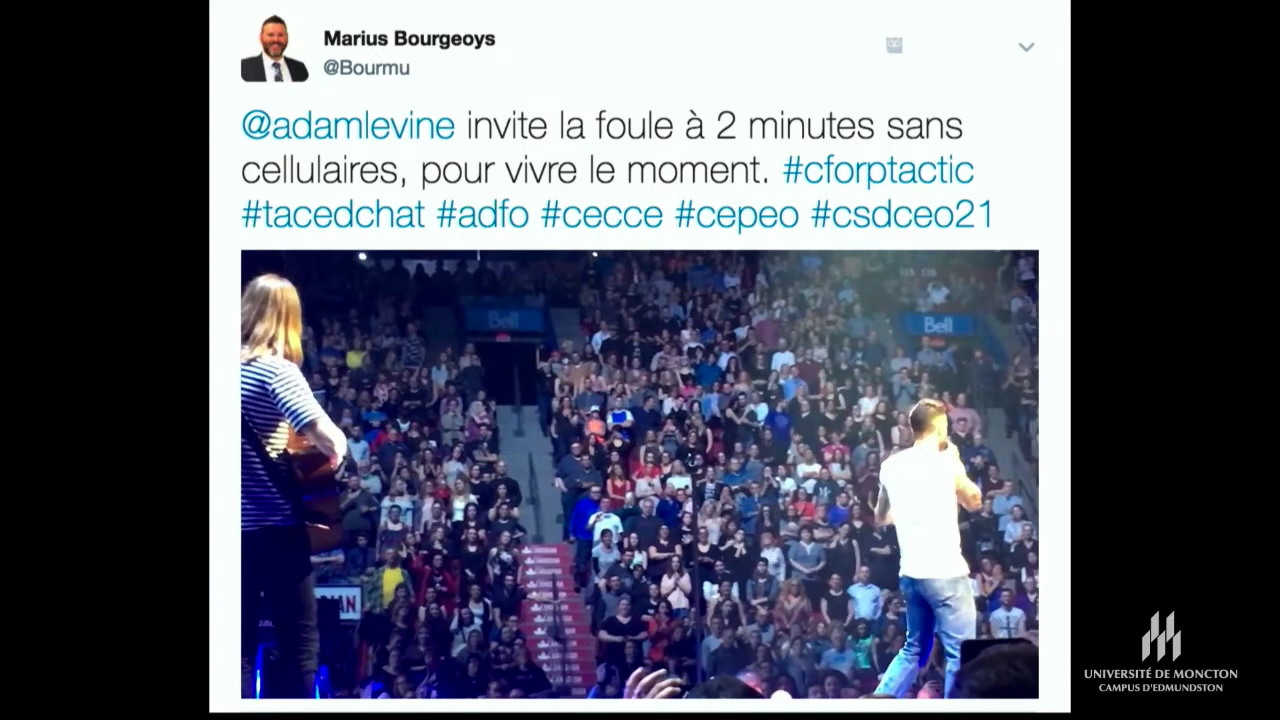 Marius Bourgeoys
@Bourmu
@adamlevine invite la foule à 2 minutes sans
cellulaires, pour vivre le moment. #cforptactic
#tacedchat #adfo #cecce #cepeo #csdceo21
Bell
Bell
UNIVERSITÉ DE MONCTON
CAMPUS D'EDMUNDSTON